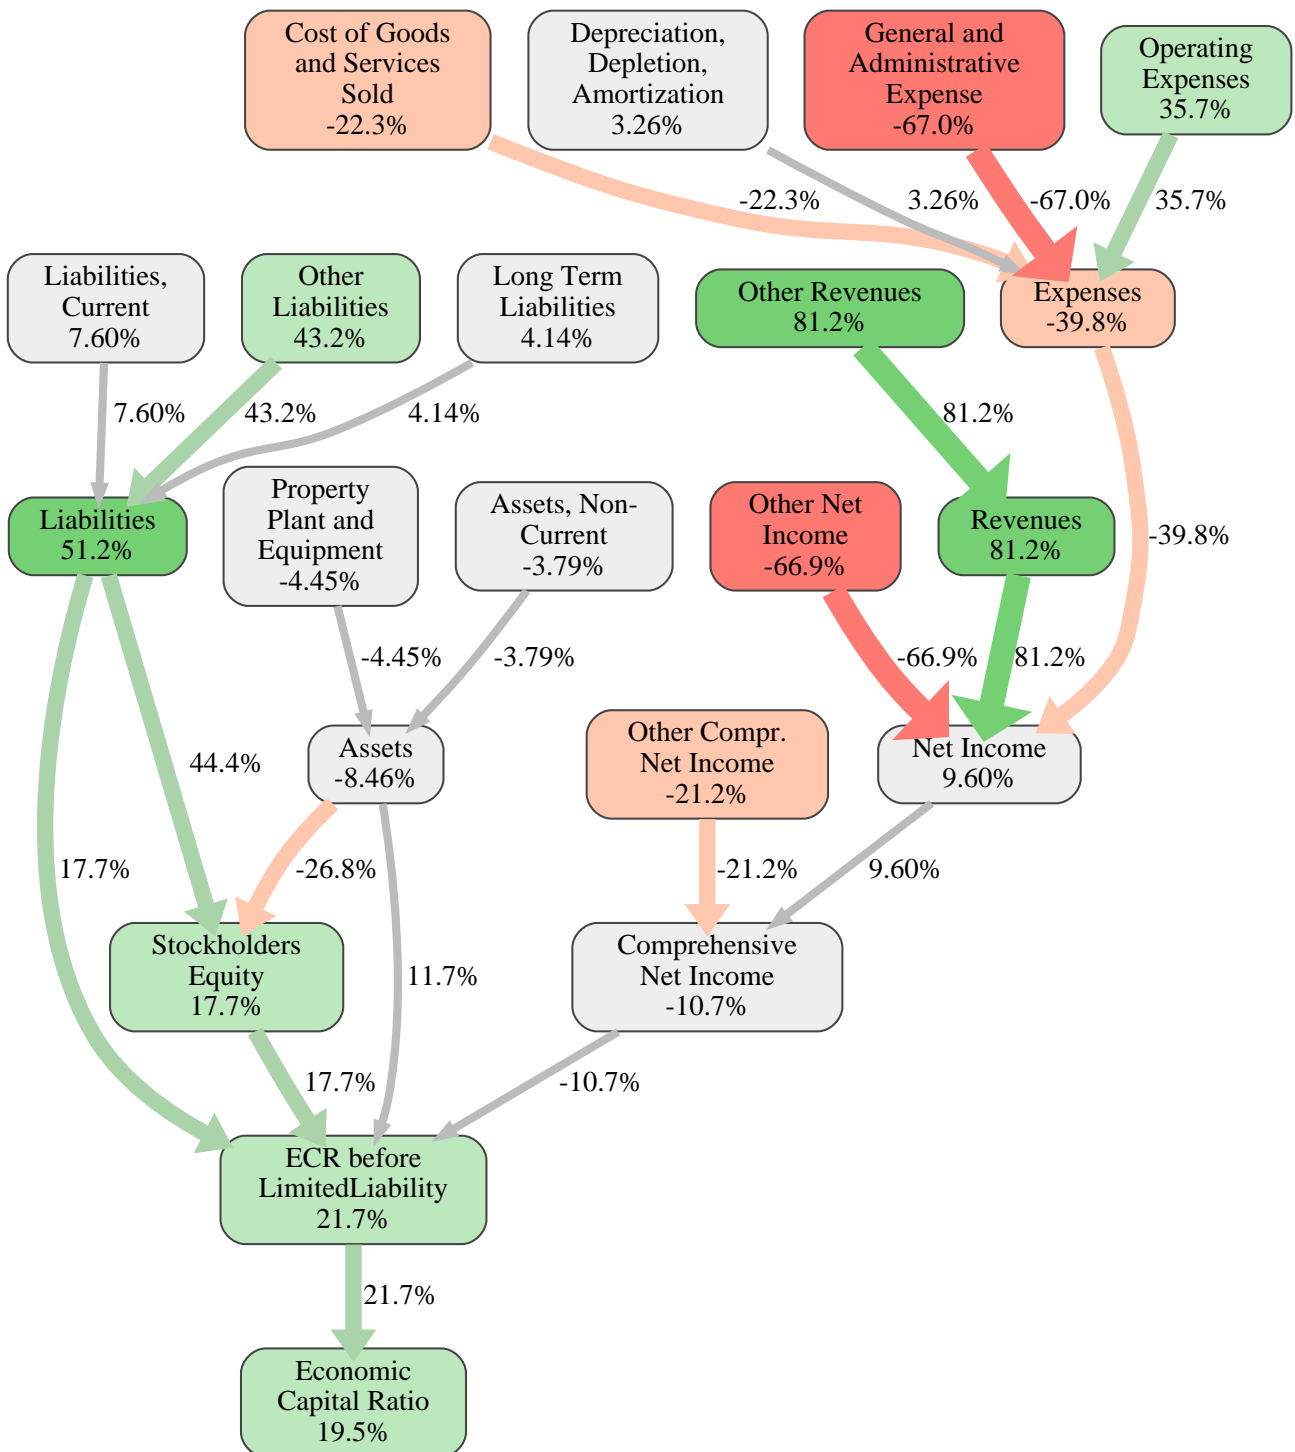 Cost of Goods
and Services
Sold
-22.3%
Depreciation,
Depletion,
Amortization
3.26%
General and
Administrative
Expense
-67.0%
Operating
Expenses
35.7%
-22.3%
3.26%
-67.0%
35.7%
Liabilities,
Current
7.60%
Other
Liabilities
43.2%
Long Term
Liabilities
4.14%
Other Revenues
81.2%
Expenses
-39.8%
7.60%
43.2%
4.14%
81.2%
-39.8%
Liabilities
51.2%
Property
Plant and
Equipment
-4.45%
Assets, Non-
Current
-3.79%
Other Net
Income
-66.9%
Revenues
81.2%
-4.45%
-3.79%
-66.9%
81.2%
44.4%
Assets
-8.46%
Other Compr.
Net Income
-21.2%
Net Income
9.60%
17.7%
-26.8%
-21.2%
9.60%
Stockholders
Equity
17.7%
11.7%
Comprehensive
Net Income
-10.7%
17.7%
-10.7%
ECR before
LimitedLiability
21.7%
21.7%
Economic
Capital Ratio
19.5%